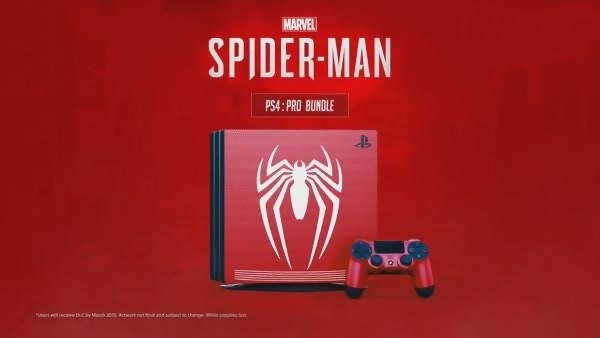 MARVEL
SPIDER-MAN
PS4: PRO BUNDLE
*Users will receive DLC by March 2019. Artwork not final and subject to change. While supplies last.